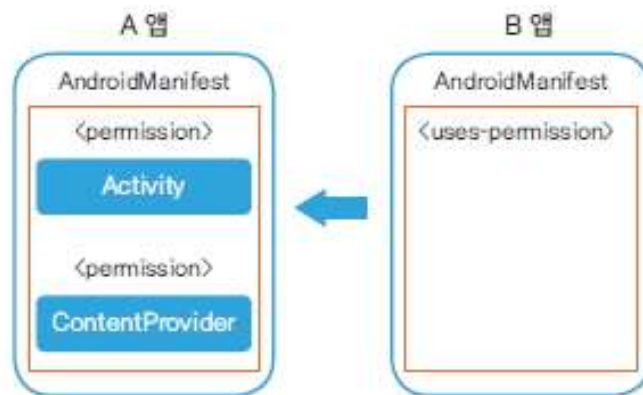 A 앱
AndroidManifest
<permission>
Activity
<permission>
ContentProvider
B 앱
AndroidManifest
<uses-permission>